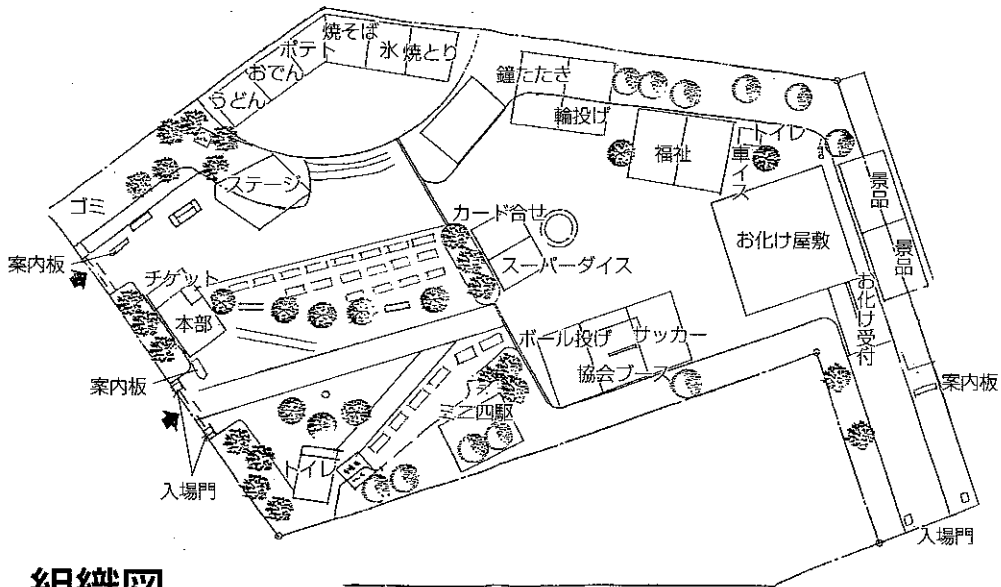 焼そば
ポテト
氷
焼とり
おでん
うどん
鐘たたき
輪投げ
トイレ
福祉
車イス
景品
景品
ステージ
ゴミ
カード合せ
お化け屋敷
スーパーダイス
案内板
チケット
本部
お化け受付
ボール投げ
サッカー
協会ブース
案内板
案内板
ミニ四駆
トイレ
入場門
入場門
組織図